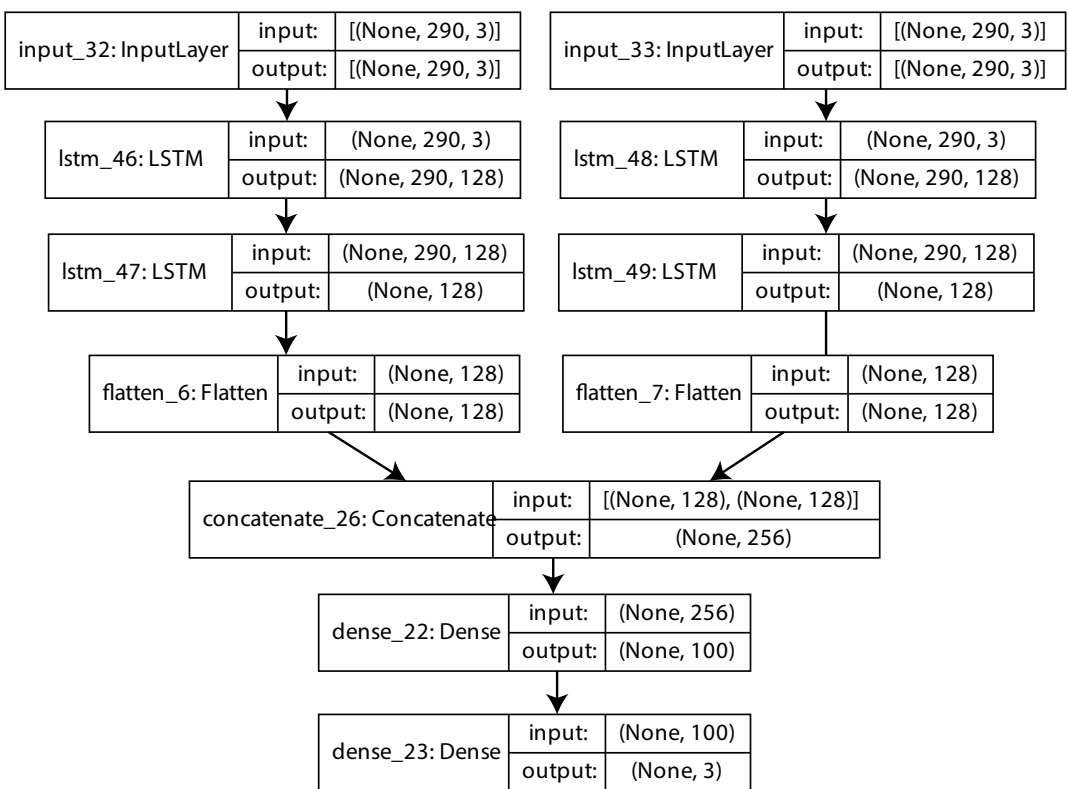 input_32: InputLayer
input: [(None, 290, 3)]
output: [(None, 290, 3)]
input_33: InputLayer
input: [(None, 290, 3)]
output: [(None, 290, 3)]
lstm_46: LSTM
input: (None, 290, 3)
output: (None, 290, 128)
lstm_48: LSTM
input: (None, 290, 3)
output: (None, 290, 128)
lstm_47: LSTM
input: (None, 290, 128)
output: (None, 128)
lstm_49: LSTM
input: (None, 290, 128)
output: (None, 128)
flatten_6: Flatten
input: (None, 128)
output: (None, 128)
flatten_7: Flatten
input: (None, 128)
output: (None, 128)
concatenate_26: Concatenate
input: [(None, 128), (None, 128)]
output: (None, 256)
dense_22: Dense
input: (None, 256)
output: (None, 100)
dense_23: Dense
input: (None, 100)
output: (None, 3)